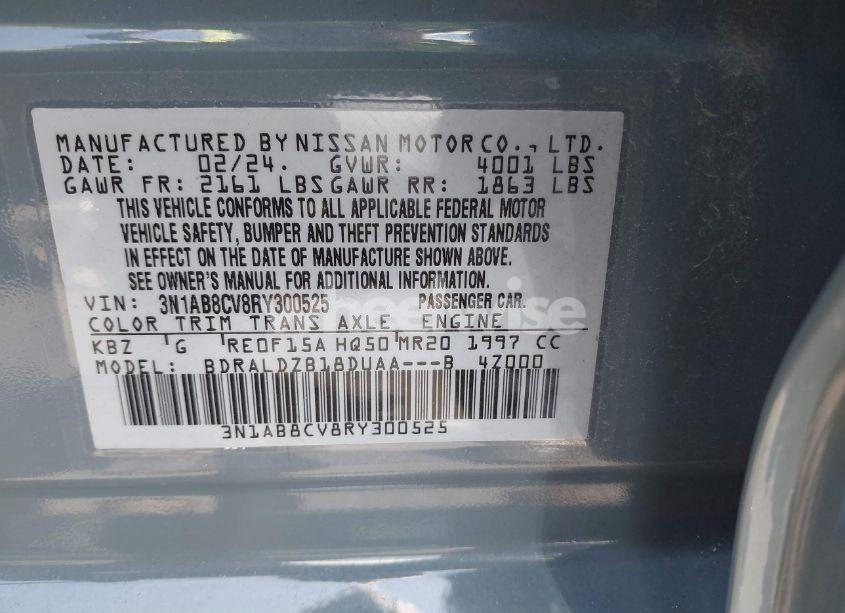 MANUFACTURED BY NISSAN MOTOR CO., LTD.
DATE: 02/24. GVWR: 4001 LBS
GAWR FR: 2161 LBS GAWR RR: 1863 LBS
THIS VEHICLE CONFORMS TO ALL APPLICABLE FEDERAL MOTOR
VEHICLE SAFETY, BUMPER AND THEFT PREVENTION STANDARDS
IN EFFECT ON THE DATE OF MANUFACTURE SHOWN ABOVE.
SEE OWNER'S MANUAL FOR ADDITIONAL INFORMATION.
VIN: 3N1AB8CV8RY300525 PASSENGER CAR.
COLOR TRIM TRANS AXLE ENGINE
KBZ 'G 'RE0F15A HQ50 MR20 1997 CC
MODEL: BDRALDZB18DUAA---B 4Z000
3N1AB8CV8RY300525